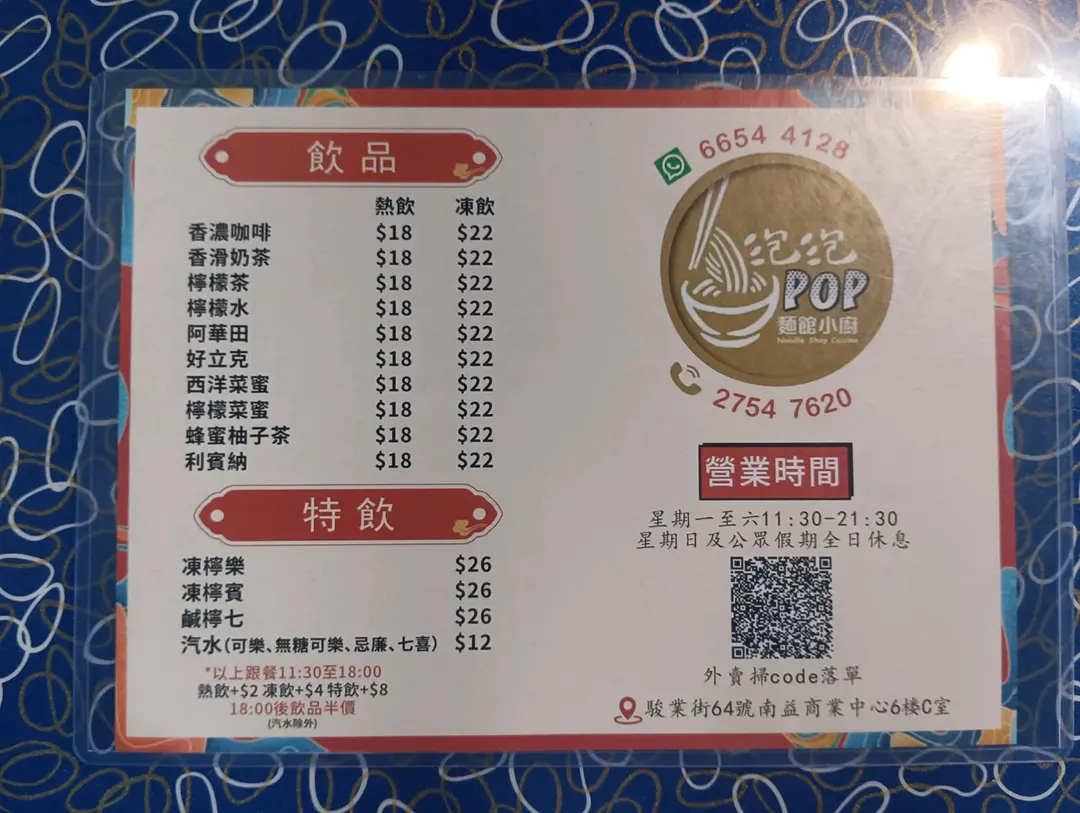 飲品
熱飲 凍飲
香濃咖啡 $18 $22
香滑奶茶 $18 $22
檸檬茶 $18 $22
檸檬水 $18 $22
阿華田 $18 $22
好立克 $18 $22
西洋菜蜜 $18 $22
檸檬菜蜜 $18 $22
蜂蜜柚子茶 $18 $22
利賓納 $18 $22
特飲
凍檸樂 $26
凍檸賓 $26
鹹檸七 $26
汽水(可樂、無糖可樂、忌廉、七喜) $12
*以上跟餐11:30至18:00
熱飲+$2 凍飲+$4 特飲+$8
18:00後飲品半價
(汽水除外)
6654 4128
泡泡
POP
麵館小廚
Noodle Shop Cuisine
2754 7620
營業時間
星期一至六11:30-21:30
星期日及公眾假期全日休息
外賣掃code落單
駿業街64號南益商業中心6樓C室